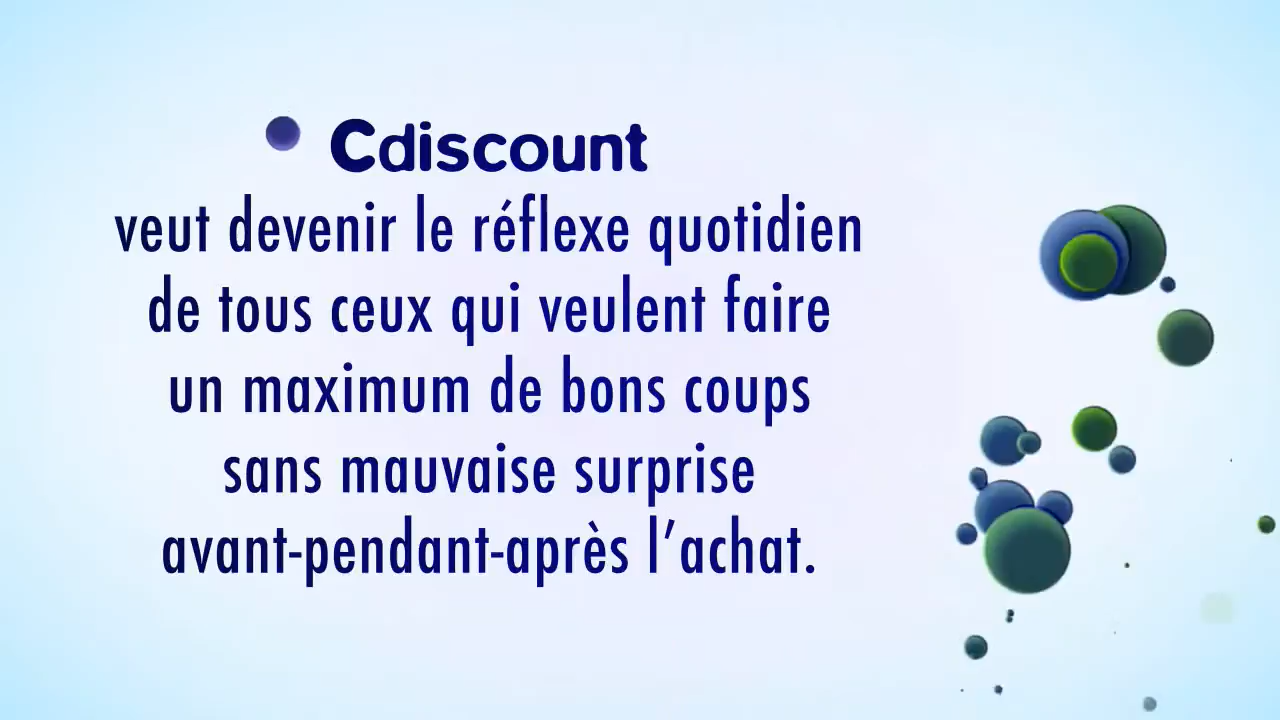 Cdiscount
veut devenir le réflexe quotidien
de tous ceux qui veulent faire
un maximum de bons coups
sans mauvaise surprise
avant-pendant-après l’achat.